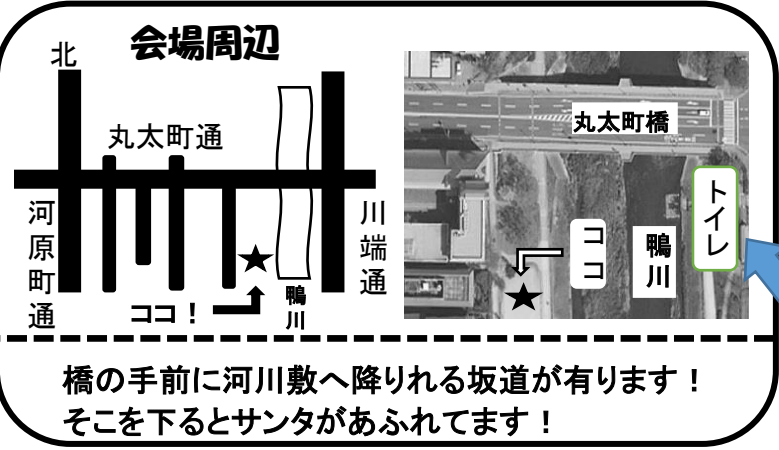 会場周辺
北
丸太町通
河原町通
川端通
ココ！
鴨川
丸太町橋
トイレ
ココ
鴨川
橋の手前に河川敷へ降りれる坂道が有ります！
そこを下るとサンタがあふれてます！